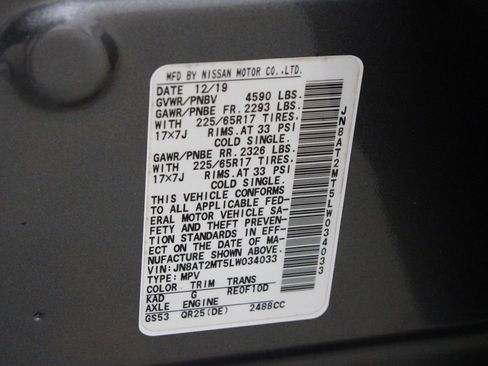 MFD BY NISSAN MOTOR CO.,LTD.
DATE 12/19
GVWR/PNBV 4590 LBS.
GAWR/PNBE FR. 2293 LBS.
WITH 225/65R17 TIRES.
17×7J RIMS.AT 33 PSI
COLD SINGLE.
GAWR/PNBE RR. 2326 LBS.
WITH 225/65R17 TIRES.
17×7J RIMS.AT 33 PSI
COLD SINGLE.
THIS VEHICLE CONFORMS
TO ALL APPLICABLE FED-
ERAL MOTOR VEHICLE SA-
FETY AND THEFT PREVEN-
TION STANDARDS IN EFF-
ECT ON THE DATE OF MA-
NUFACTURE SHOWN ABOVE.
VIN: JN8AT2MT5LW034033
TYPE: MPV
COLOR TRIM TRANS
KAD G RE0F10D
AXLE ENGINE
GS53 QR25(DE) 2488CC
JN8AT2MT5LW034033